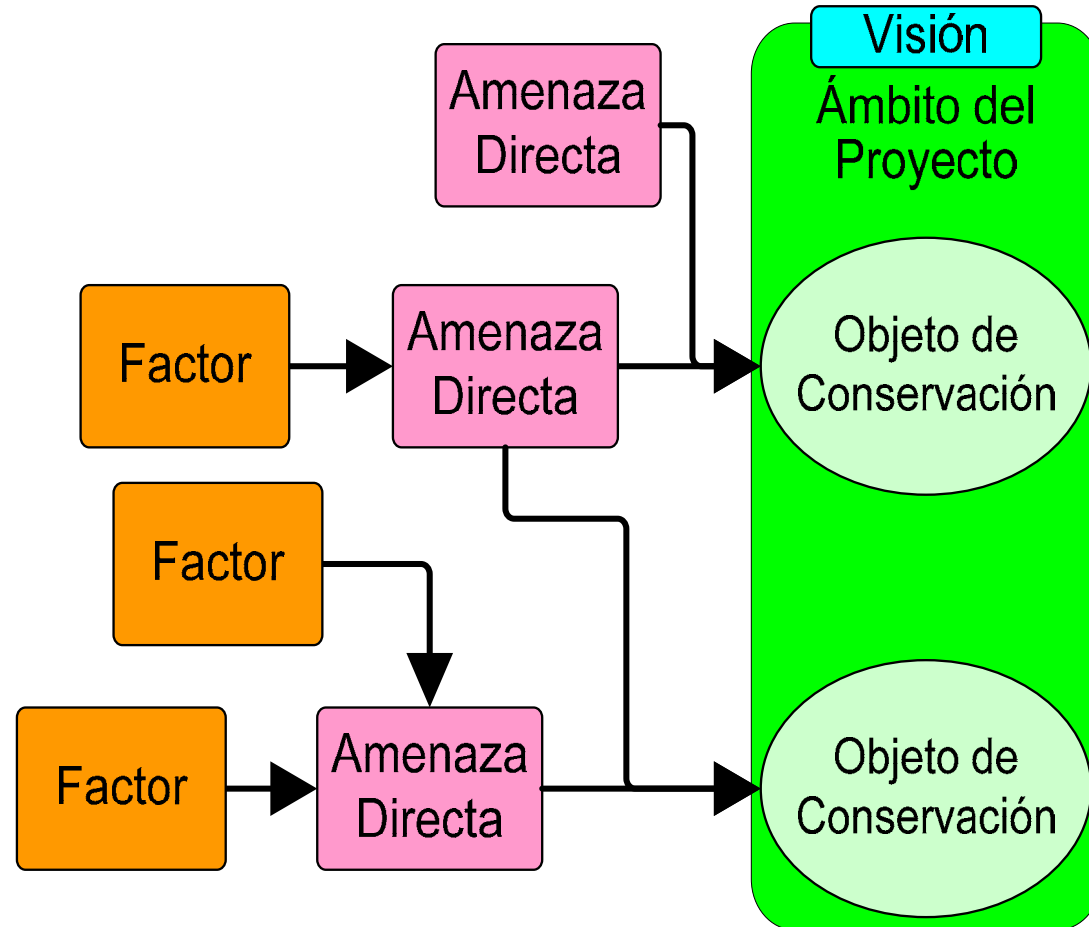 Visión
Ámbito del
Proyecto
Amenaza
Directa
Factor
Amenaza
Directa
Objeto de
Conservación
Factor
Factor
Amenaza
Directa
Objeto de
Conservación